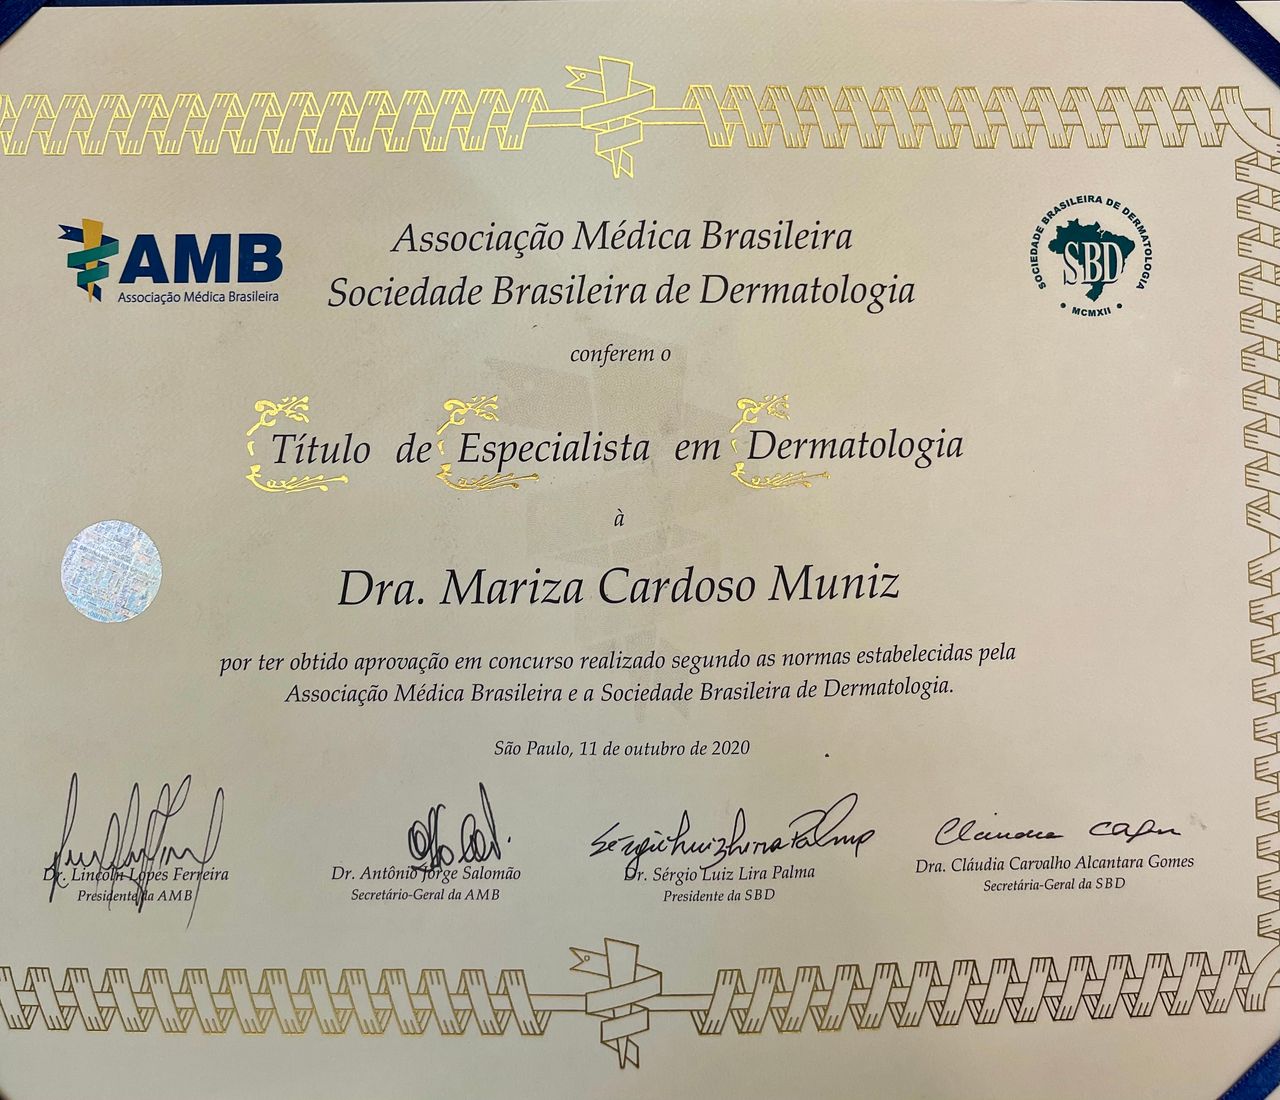 AMB
Associação Médica Brasileira
Associação Médica Brasileira
Sociedade Brasileira de Dermatologia
SOCIEDADE BRASILEIRA DE DERMATOLOGIA
SBD
• MCMXII •
conferem o
Título de Especialista em Dermatologia
à
Dra. Mariza Cardoso Muniz
por ter obtido aprovação em concurso realizado segundo as normas estabelecidas pela
Associação Médica Brasileira e a Sociedade Brasileira de Dermatologia.
São Paulo, 11 de outubro de 2020
Dr. Lincoln Lopes Ferreira
Presidente da AMB
Dr. Antônio Jorge Salomão
Secretário-Geral da AMB
Sérgio Luiz Lira Palma
Dr. Sérgio Luiz Lira Palma
Presidente da SBD
Dra. Cláudia Carvalho Alcantara Gomes
Secretária-Geral da SBD